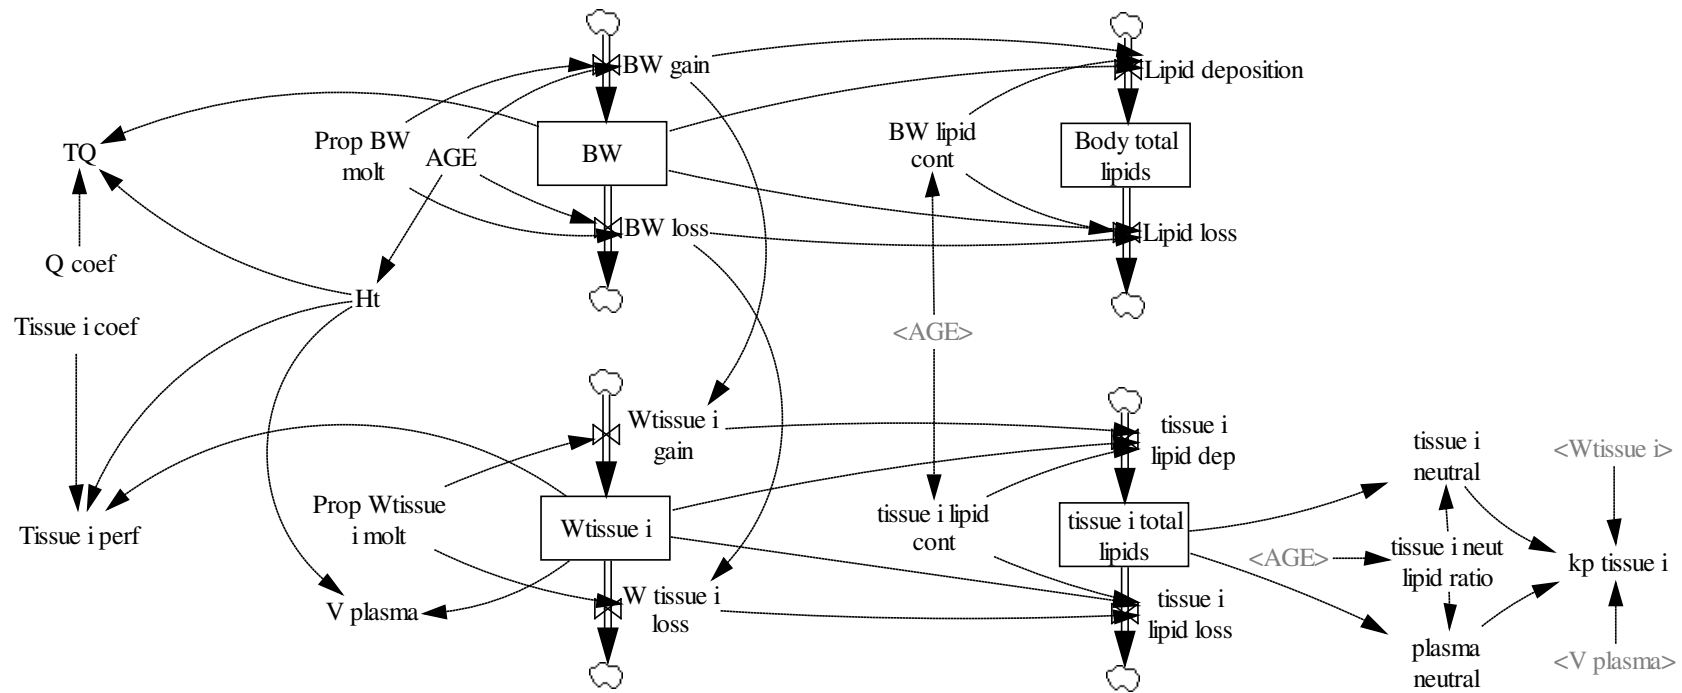 BW gain
Lipid deposition
Prop BW
molt
AGE
BW
BW lipid
cont
Body total
lipids
TQ
Q coef
BW loss
Lipid loss
Ht
Tissue i coef
<AGE>
Wtissue i
gain
tissue i
lipid dep
tissue i
neutral
<Wtissue i>
Prop Wtissue
i molt
Wtissue i
tissue i lipid
cont
tissue i total
lipids
Tissue i perf
<AGE>
tissue i neut
lipid ratio
kp tissue i
V plasma
W tissue i
loss
tissue i
lipid loss
plasma
neutral
<V plasma>